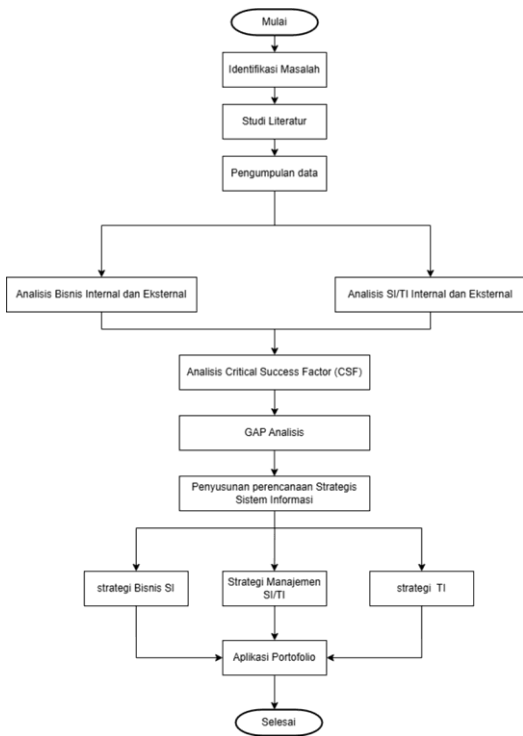 Mulai
Identifikasi Masalah
Studi Literatur
Pengumpulan data
Analisis Bisnis Internal dan Eksternal
Analisis SI/TI Internal dan Eksternal
Analisis Critical Success Factor (CSF)
GAP Analisis
Penyusunan perencanaan Strategis
Sistem Informasi
strategi Bisnis SI
Strategi Manajemen
SI/TI
strategi TI
Aplikasi Portofolio
Selesai